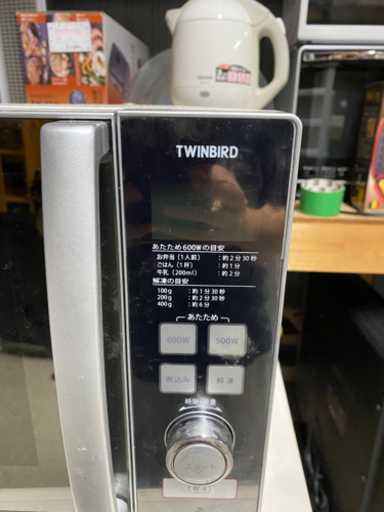 TWINBIRD
あたため600Wの目安
お弁当（1人前）：約2分30秒
ごはん（1杯）：約1分
牛乳（200ml）：約2分
解凍の目安
100g：約1分30秒
200g：約2分30秒
400g：約6分
あたため
600W 500W
煮込み 解凍
スタート